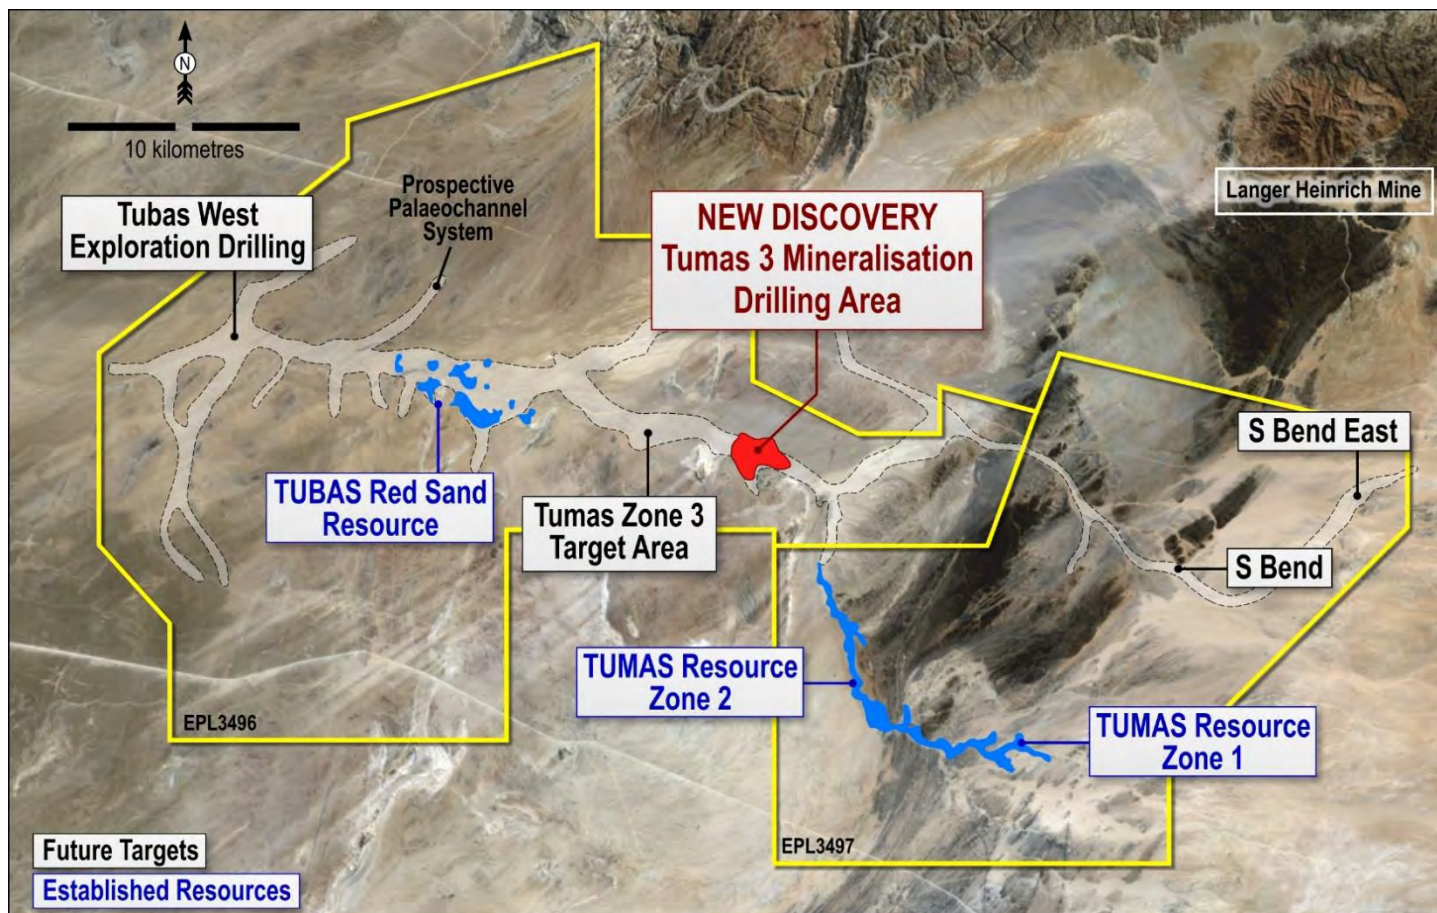 N
10 kilometres
Prospective
Palaeochannel
System
Langer Heinrich Mine
Tubas West
Exploration Drilling
NEW DISCOVERY
Tumas 3 Mineralisation
Drilling Area
S Bend East
TUBAS Red Sand
Resource
Tumas Zone 3
Target Area
S Bend
TUMAS Resource
Zone 2
EPL3496
TUMAS Resource
Zone 1
EPL3497
Future Targets
Established Resources